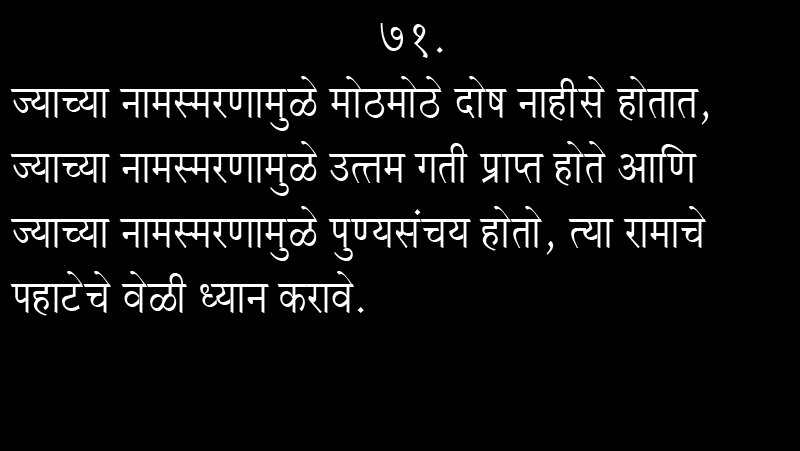 ७१.
ज्याच्या नामस्मरणामुळे मोठमोठे दोष नाहीसे होतात,
ज्याच्या नामस्मरणामुळे उत्तम गती प्राप्त होते आणि
ज्याच्या नामस्मरणामुळे पुण्यसंचय होतो, त्या रामाचे
पहाटेचे वेळी ध्यान करावे.